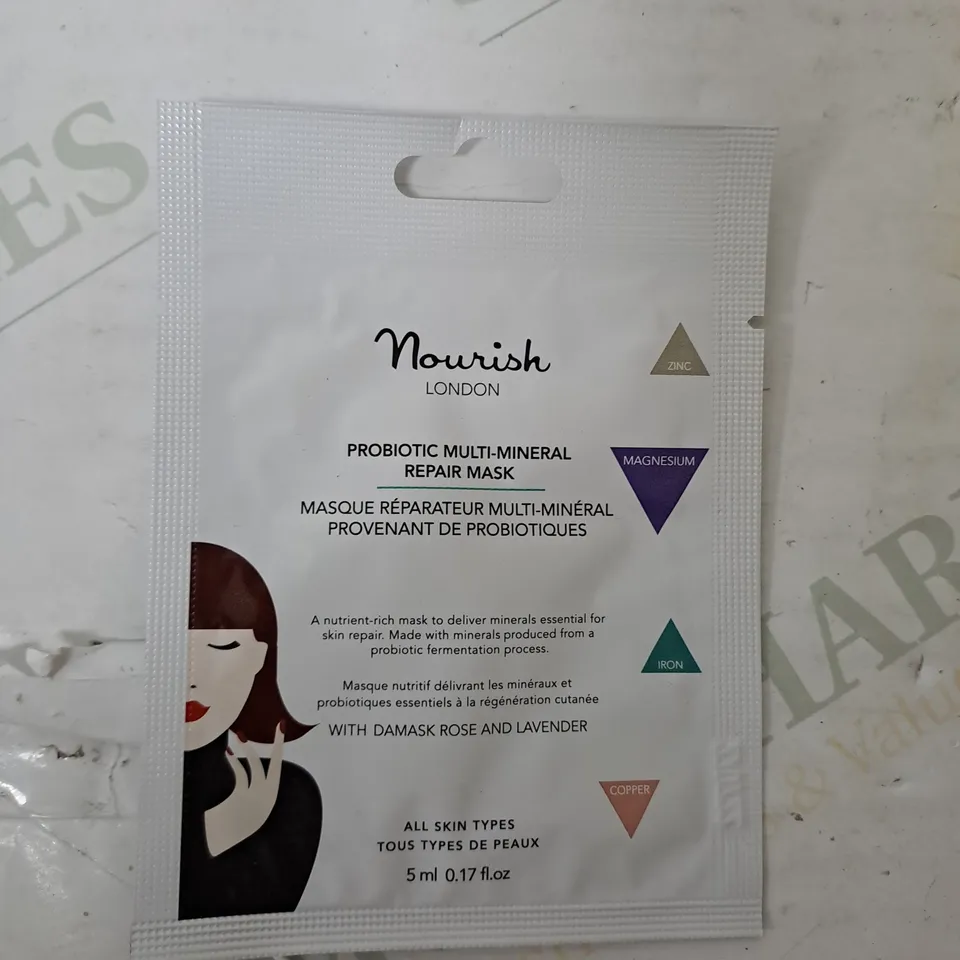 Nourish
LONDON
ZINC
PROBIOTIC MULTI-MINERAL
REPAIR MASK
MAGNESIUM
MASQUE RÉPARATEUR MULTI-MINÉRAL
PROVENANT DE PROBIOTIQUES
A nutrient-rich mask to deliver minerals essential for
skin repair. Made with minerals produced from a
probiotic fermentation process.
IRON
Masque nutritif délivrant les minéraux et
probiotiques essentiels à la régénération cutanée
WITH DAMASK ROSE AND LAVENDER
COPPER
ALL SKIN TYPES
TOUS TYPES DE PEAUX
5 ml 0.17 fl.oz